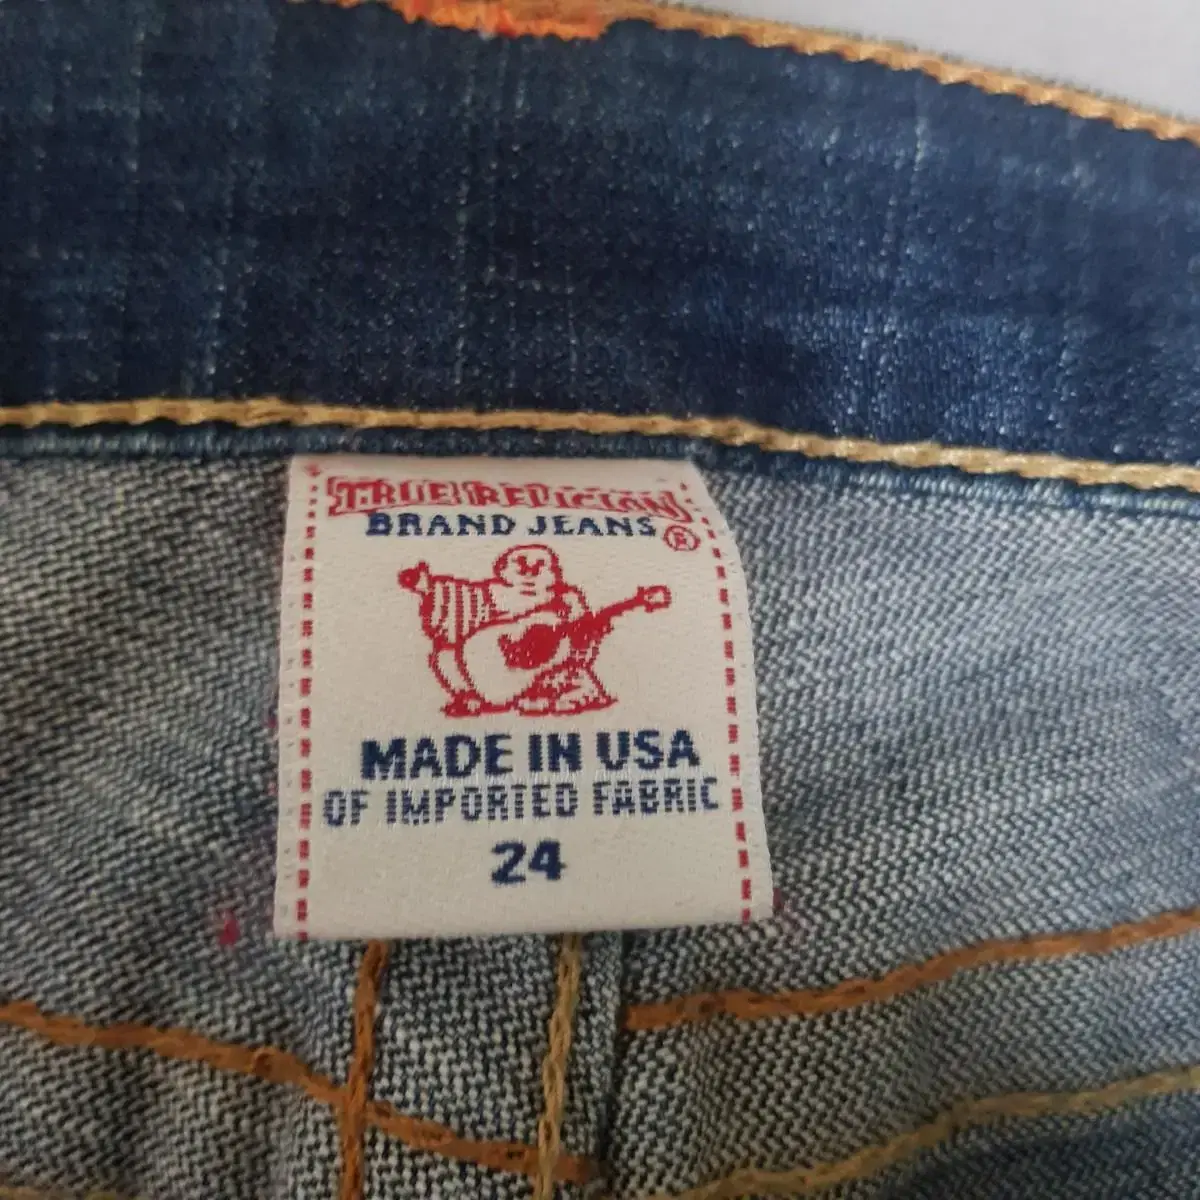 TRUE RELIGION
BRAND JEANS ®
MADE IN USA
OF IMPORTED FABRIC
24